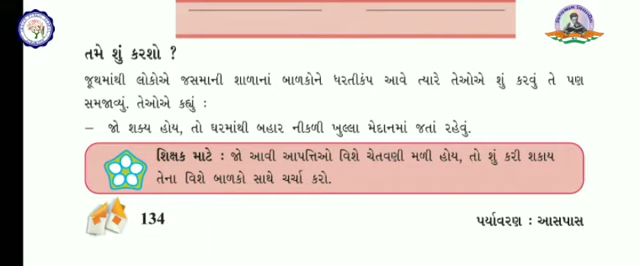 તમે શું કરશો ?
જૂથમાંથી લોકોએ જસમાની શાળાનાં બાળકોને ધરતીકંપ આવે ત્યારે તેઓએ શું કરવું તે પણ
સમજાવ્યું. તેઓએ કહ્યું :
– જો શક્ય હોય, તો ઘરમાંથી બહાર નીકળી ખુલ્લા મેદાનમાં જતાં રહેવું.
શિક્ષક માટે : જો આવી આપત્તિઓ વિશે ચેતવણી મળી હોય, તો શું કરી શકાય
તેના વિશે બાળકો સાથે ચર્ચા કરો.
134
પર્યાવરણ : આસપાસ